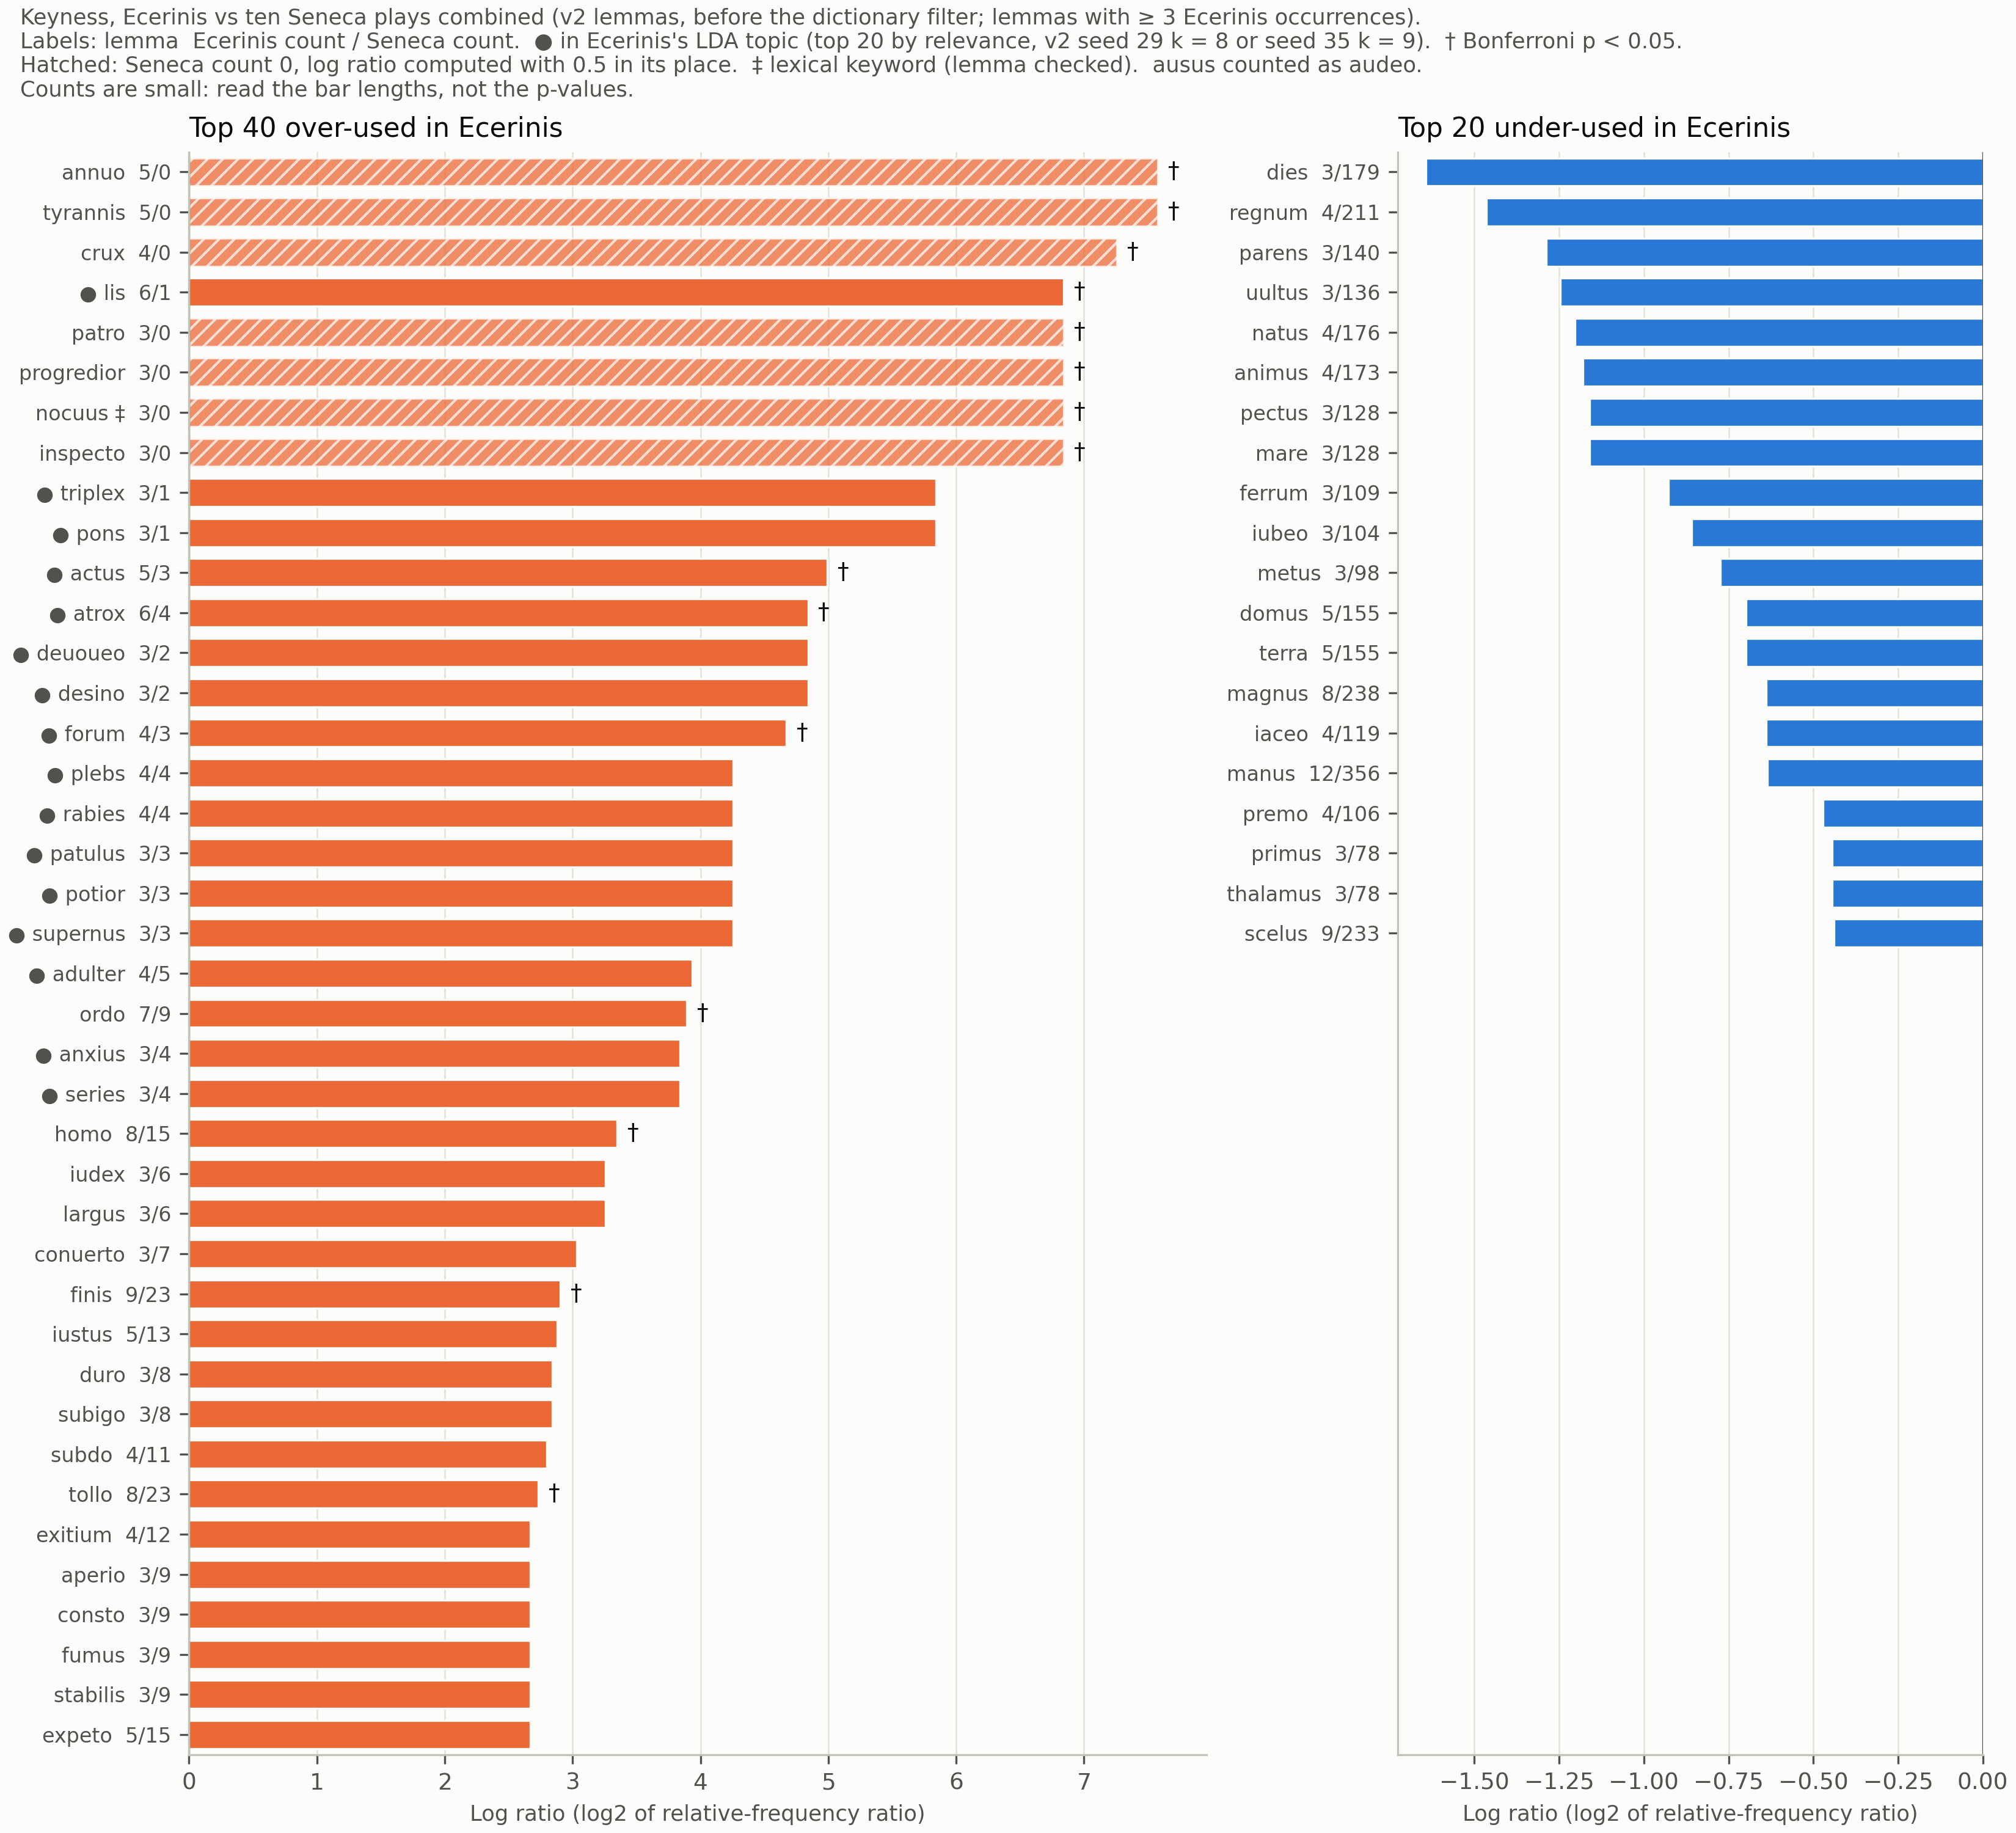 Keyness, Ecerinis vs ten Seneca plays combined (v2 lemmas, before the dictionary filter; lemmas with ≥ 3 Ecerinis occurrences).
Labels: lemma  Ecerinis count / Seneca count.  ● in Ecerinis's LDA topic (top 20 by relevance, v2 seed 29 k = 8 or seed 35 k = 9).  † Bonferroni p < 0.05.
Hatched: Seneca count 0, log ratio computed with 0.5 in its place.  ‡ lexical keyword (lemma checked).  ausus counted as audeo.
Counts are small: read the bar lengths, not the p-values.
Top 40 over-used in Ecerinis
annuo 5/0 †
tyrannis 5/0 †
crux 4/0 †
● lis 6/1 †
patro 3/0 †
progredior 3/0 †
nocuus ‡ 3/0 †
inspecto 3/0 †
● triplex 3/1
● pons 3/1
● actus 5/3 †
● atrox 6/4 †
● deuoueo 3/2
● desino 3/2
● forum 4/3 †
● plebs 4/4
● rabies 4/4
● patulus 3/3
● potior 3/3
● supernus 3/3
● adulter 4/5
ordo 7/9 †
● anxius 3/4
● series 3/4
homo 8/15 †
iudex 3/6
largus 3/6
conuerto 3/7
finis 9/23 †
iustus 5/13
duro 3/8
subigo 3/8
subdo 4/11
tollo 8/23 †
exitium 4/12
aperio 3/9
consto 3/9
fumus 3/9
stabilis 3/9
expeto 5/15
0 1 2 3 4 5 6 7
Log ratio (log2 of relative-frequency ratio)
Top 20 under-used in Ecerinis
dies 3/179
regnum 4/211
parens 3/140
uultus 3/136
natus 4/176
animus 4/173
pectus 3/128
mare 3/128
ferrum 3/109
iubeo 3/104
metus 3/98
domus 5/155
terra 5/155
magnus 8/238
iaceo 4/119
manus 12/356
premo 4/106
primus 3/78
thalamus 3/78
scelus 9/233
−1.50 −1.25 −1.00 −0.75 −0.50 −0.25 0.00
Log ratio (log2 of relative-frequency ratio)